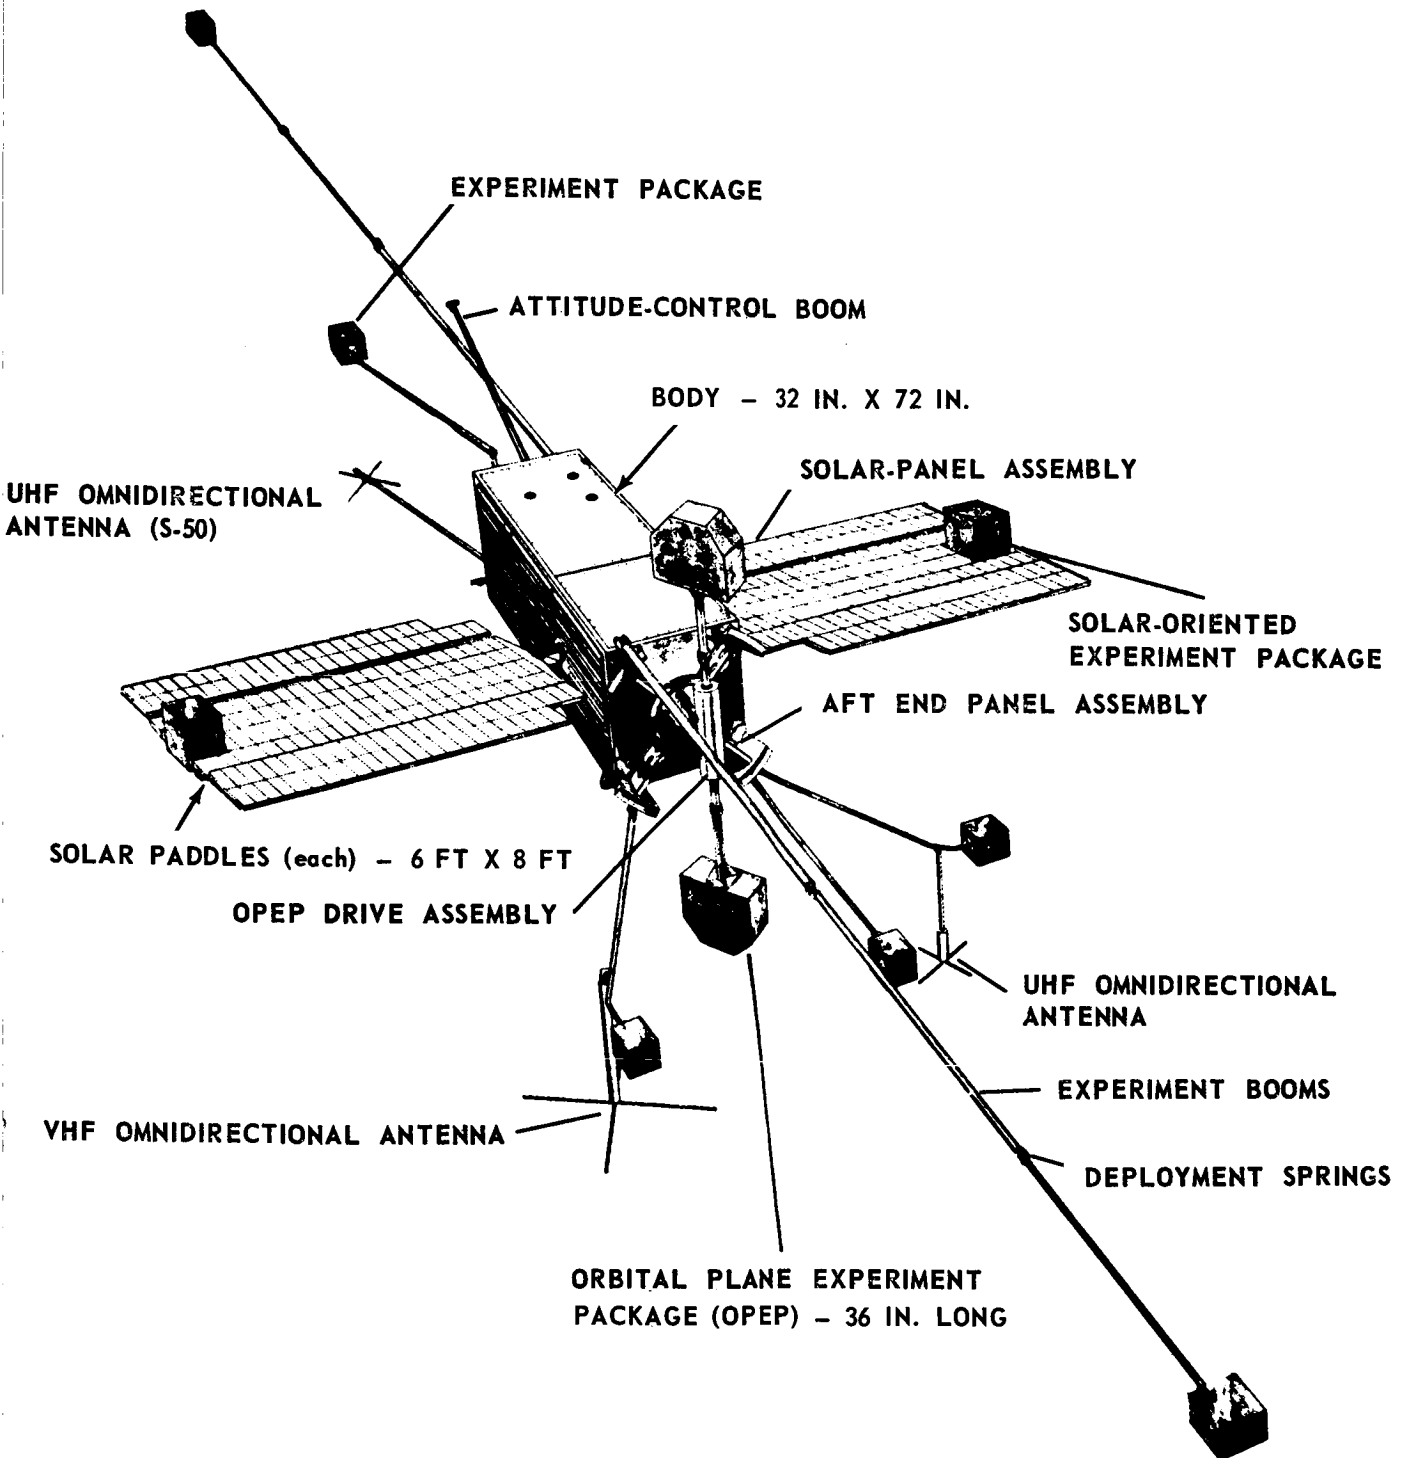 EXPERIMENT PACKAGE
ATTITUDE-CONTROL BOOM
BODY – 32 IN. X 72 IN.
SOLAR-PANEL ASSEMBLY
UHF OMNIDIRECTIONAL
ANTENNA (S-50)
SOLAR-ORIENTED
EXPERIMENT PACKAGE
AFT END PANEL ASSEMBLY
SOLAR PADDLES (each) – 6 FT X 8 FT
OPEP DRIVE ASSEMBLY
UHF OMNIDIRECTIONAL
ANTENNA
EXPERIMENT BOOMS
VHF OMNIDIRECTIONAL ANTENNA
DEPLOYMENT SPRINGS
ORBITAL PLANE EXPERIMENT
PACKAGE (OPEP) – 36 IN. LONG